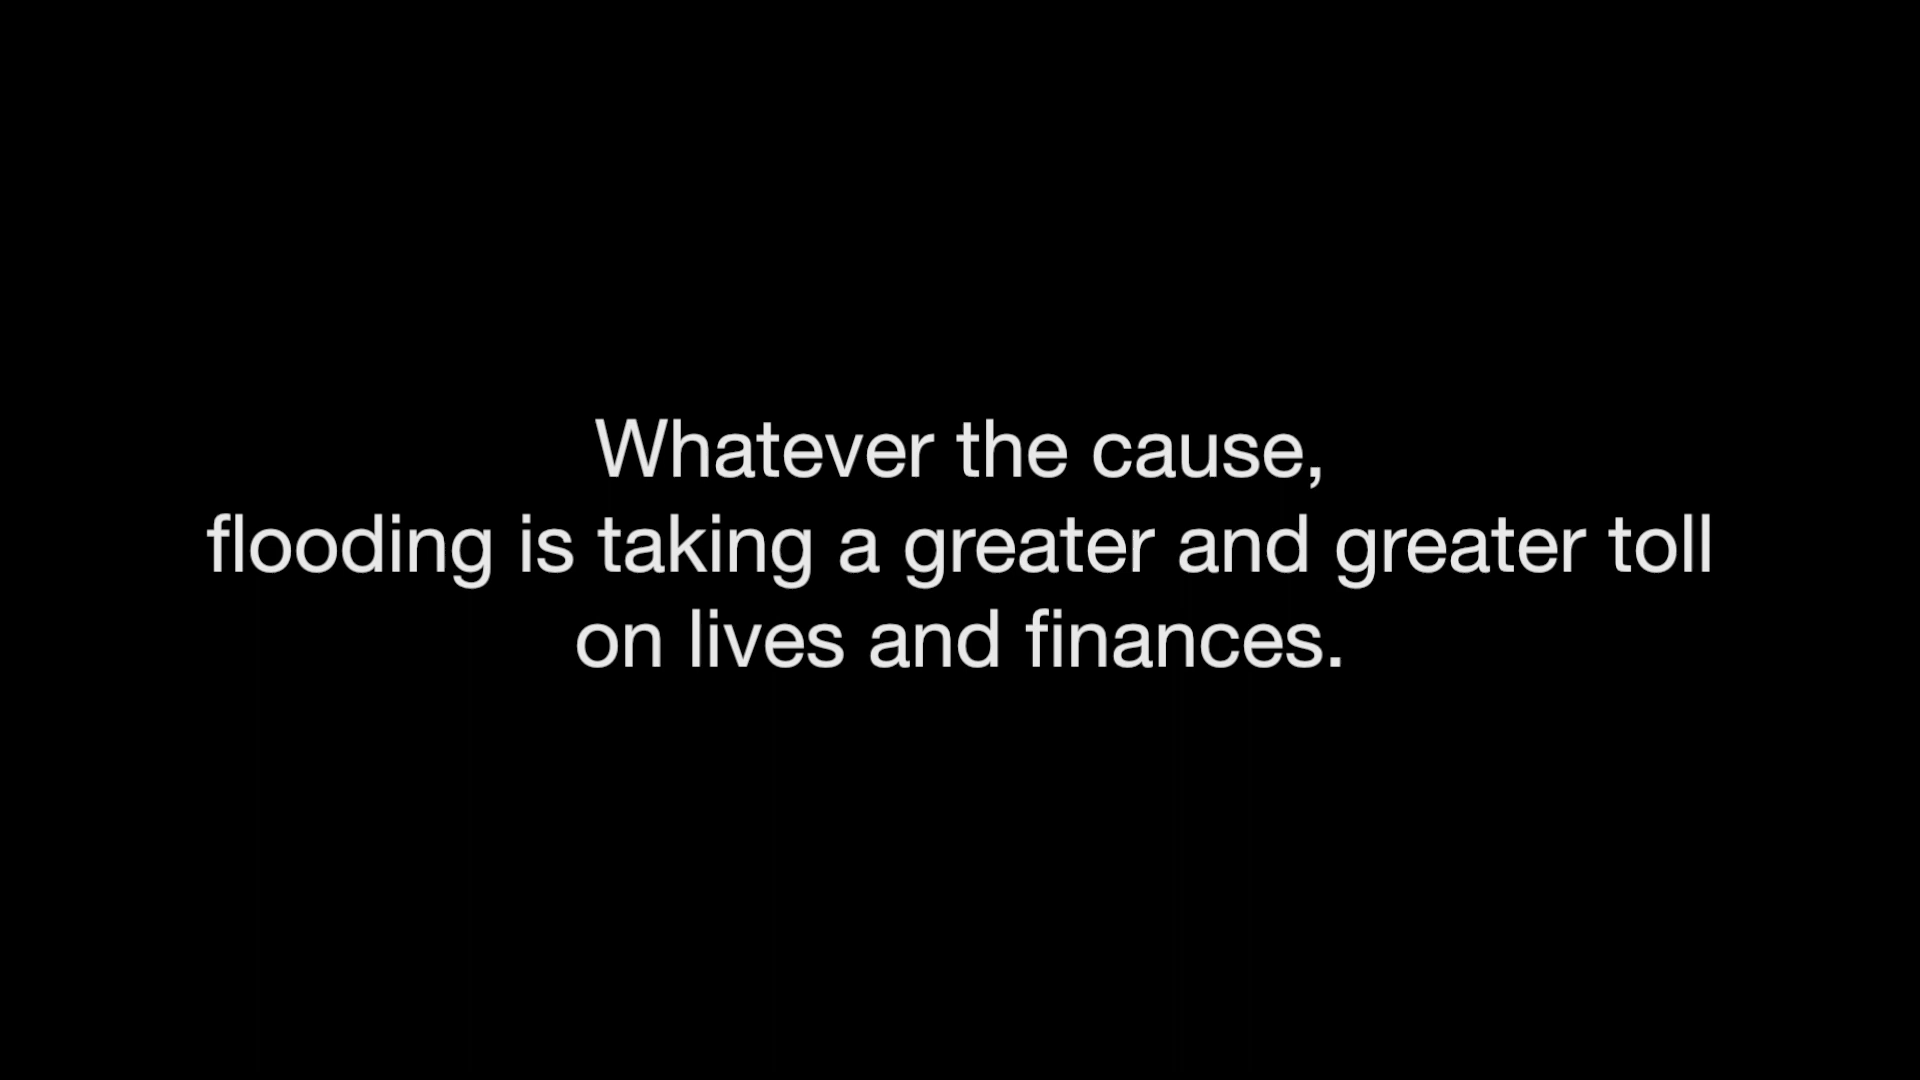 Whatever the cause,
flooding is taking a greater and greater toll
on lives and finances.